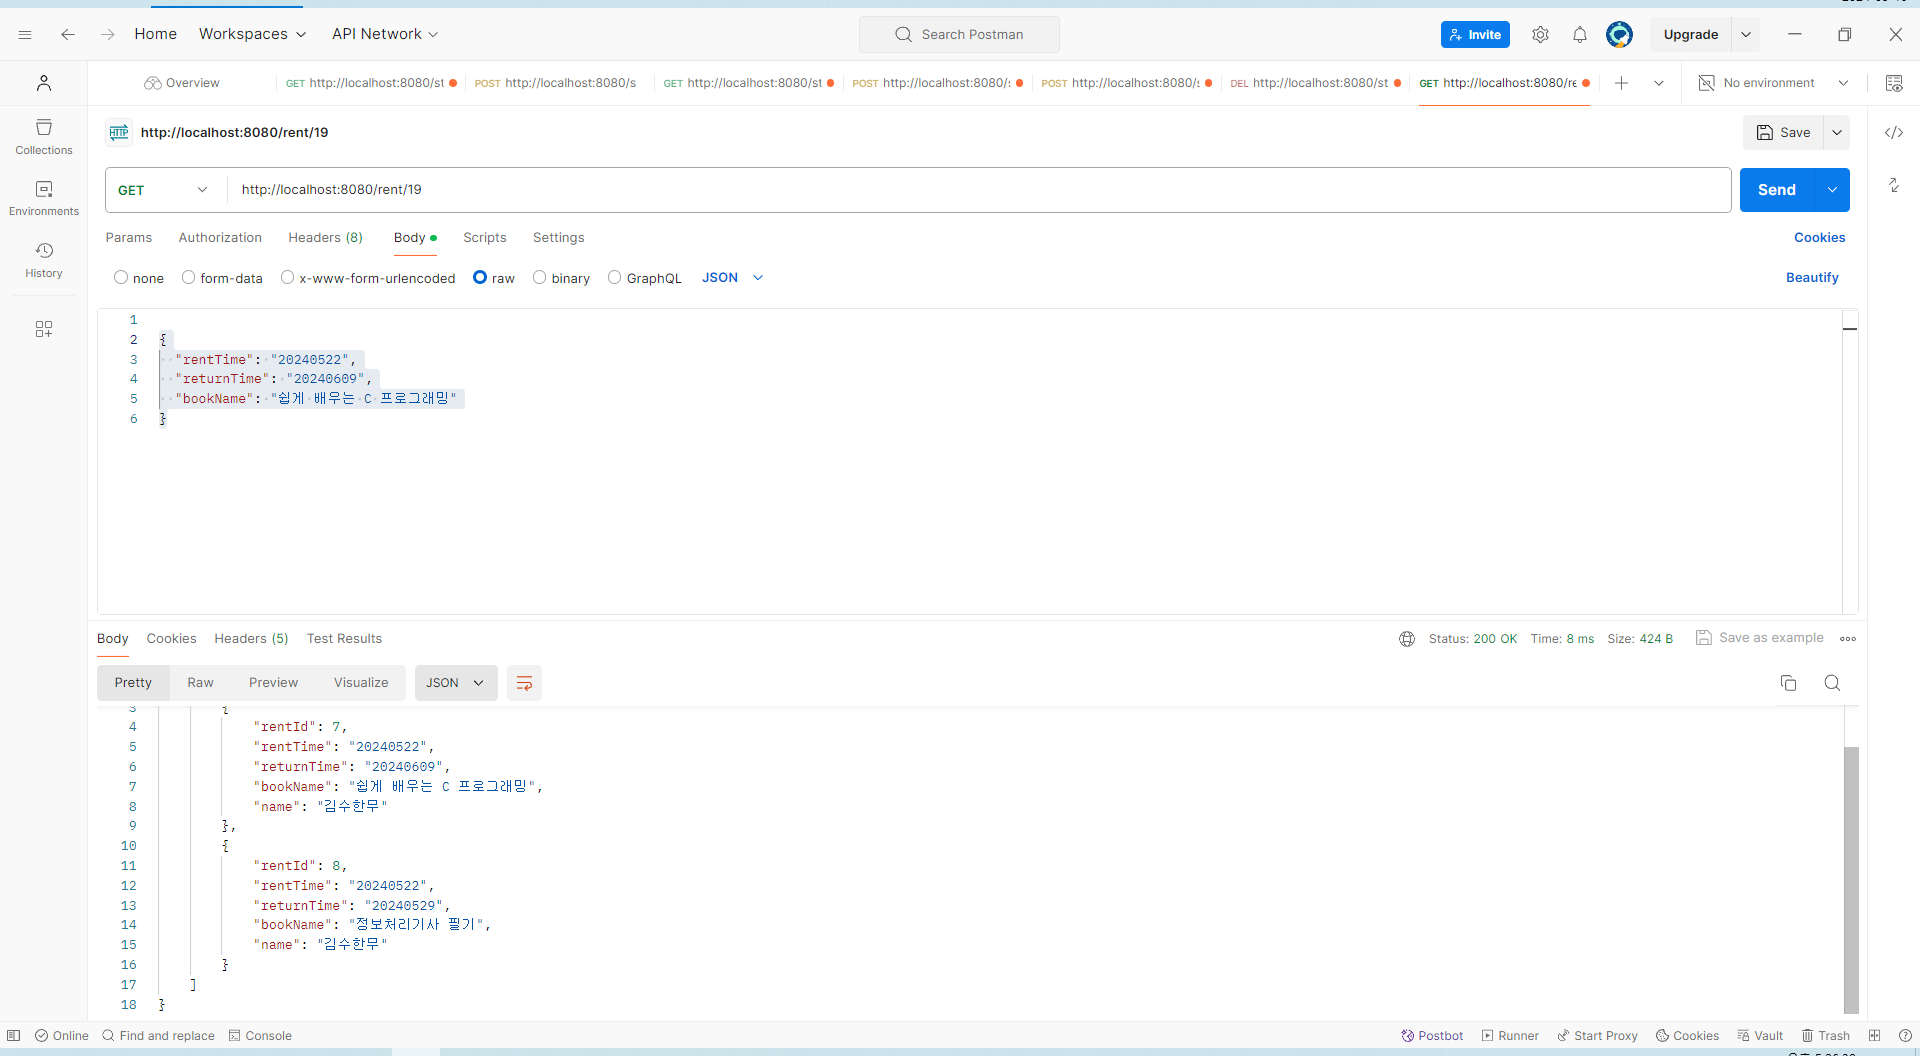 Home Workspaces API Network Search Postman Invite Upgrade
Overview GET http://localhost:8080/st POST http://localhost:8080/s GET http://localhost:8080/st POST http://localhost:8080/s POST http://localhost:8080/s DEL http://localhost:8080/st GET http://localhost:8080/re No environment
HTTP http://localhost:8080/rent/19 Save
Collections
GET http://localhost:8080/rent/19 Send
Environments
Params Authorization Headers (8) Body Scripts Settings Cookies
History
none form-data x-www-form-urlencoded raw binary GraphQL JSON Beautify
1
2 {
3 "rentTime": "20240522",
4 "returnTime": "20240609",
5 "bookName": "쉽게 배우는 C 프로그래밍"
6 }
Body Cookies Headers (5) Test Results Status: 200 OK Time: 8 ms Size: 424 B Save as example
Pretty Raw Preview Visualize JSON
3 {
4 "rentId": 7,
5 "rentTime": "20240522",
6 "returnTime": "20240609",
7 "bookName": "쉽게 배우는 C 프로그래밍",
8 "name": "김수한무"
9 },
10 {
11 "rentId": 8,
12 "rentTime": "20240522",
13 "returnTime": "20240529",
14 "bookName": "정보처리기사 필기",
15 "name": "김수한무"
16 }
17 ]
18 }
Online Find and replace Console Postbot Runner Start Proxy Cookies Vault Trash